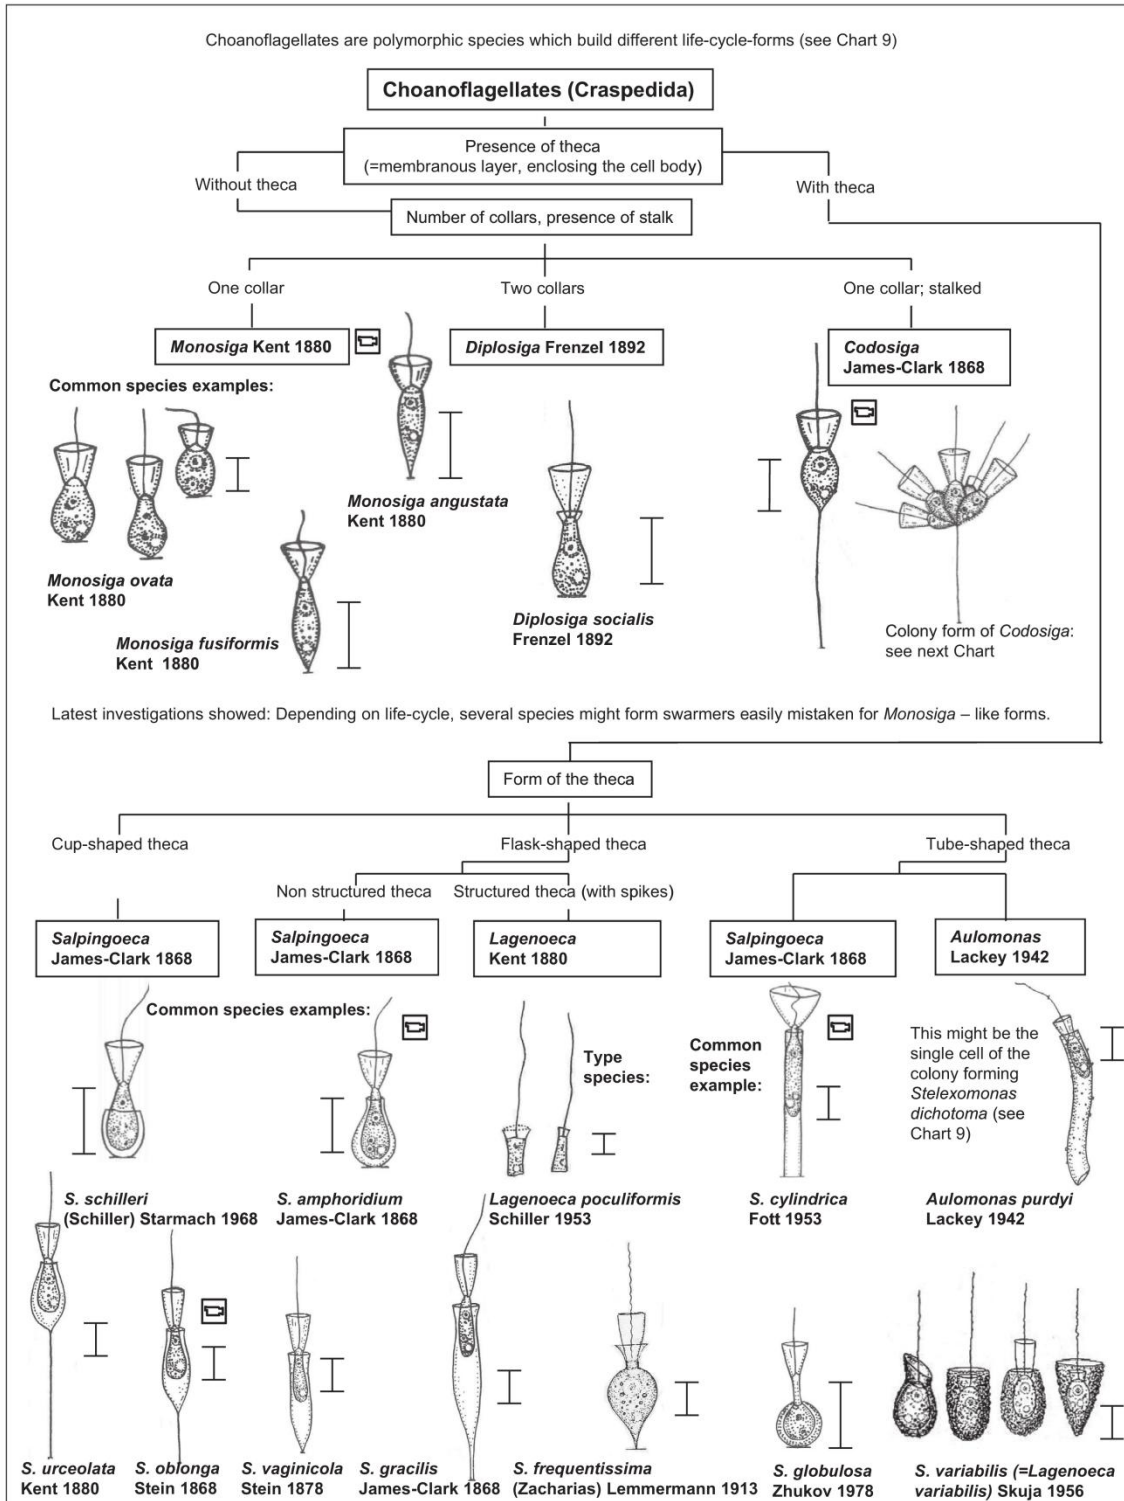 Choanoflagellates are polymorphic species which build different life-cycle-forms (see Chart 9)
Choanoflagellates (Craspedida)
Presence of theca
(=membranous layer, enclosing the cell body)
Without theca
With theca
Number of collars, presence of stalk
One collar
Two collars
One collar; stalked
Monosiga Kent 1880
Diplosiga Frenzel 1892
Codosiga
James-Clark 1868
Common species examples:
Monosiga angustata
Kent 1880
Monosiga ovata
Kent 1880
Monosiga fusiformis
Kent 1880
Diplosiga socialis
Frenzel 1892
Colony form of Codosiga:
see next Chart
Latest investigations showed: Depending on life-cycle, several species might form swarmers easily mistaken for Monosiga – like forms.
Form of the theca
Cup-shaped theca
Flask-shaped theca
Tube-shaped theca
Non structured theca
Structured theca (with spikes)
Salpingoeca
James-Clark 1868
Salpingoeca
James-Clark 1868
Lagenoeca
Kent 1880
Salpingoeca
James-Clark 1868
Aulomonas
Lackey 1942
Common species examples:
Type
species:
Common
species
example:
This might be the
single cell of the
colony forming
Stelexomonas
dichotoma (see
Chart 9)
S. schilleri
(Schiller) Starmach 1968
S. amphoridium
James-Clark 1868
Lagenoeca poculiformis
Schiller 1953
S. cylindrica
Fott 1953
Aulomonas purdyi
Lackey 1942
S. urceolata
Kent 1880
S. oblonga
Stein 1868
S. vaginicola
Stein 1878
S. gracilis
James-Clark 1868
S. frequentissima
(Zacharias) Lemmermann 1913
S. globulosa
Zhukov 1978
S. variabilis (=Lagenoeca
variabilis) Skuja 1956